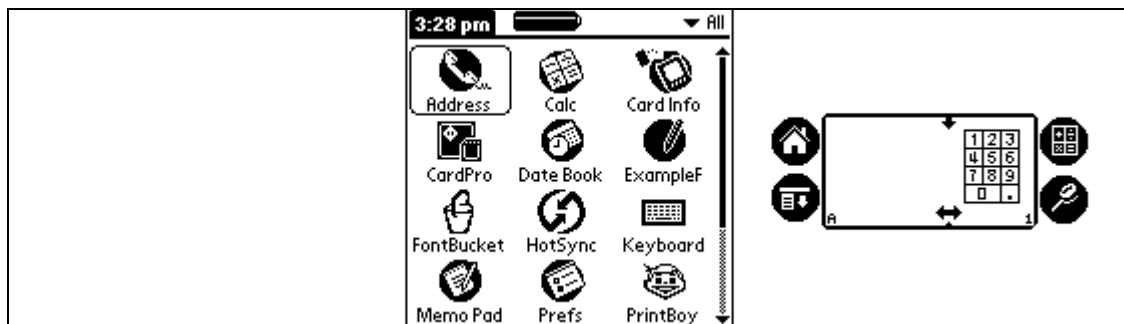 3:28 pm All
Address Calc Card Info
CardPro Date Book ExampleF
FontBucket HotSync Keyboard
Memo Pad Prefs PrintBoy
1 2 3
4 5 6
7 8 9
0 .
A 1